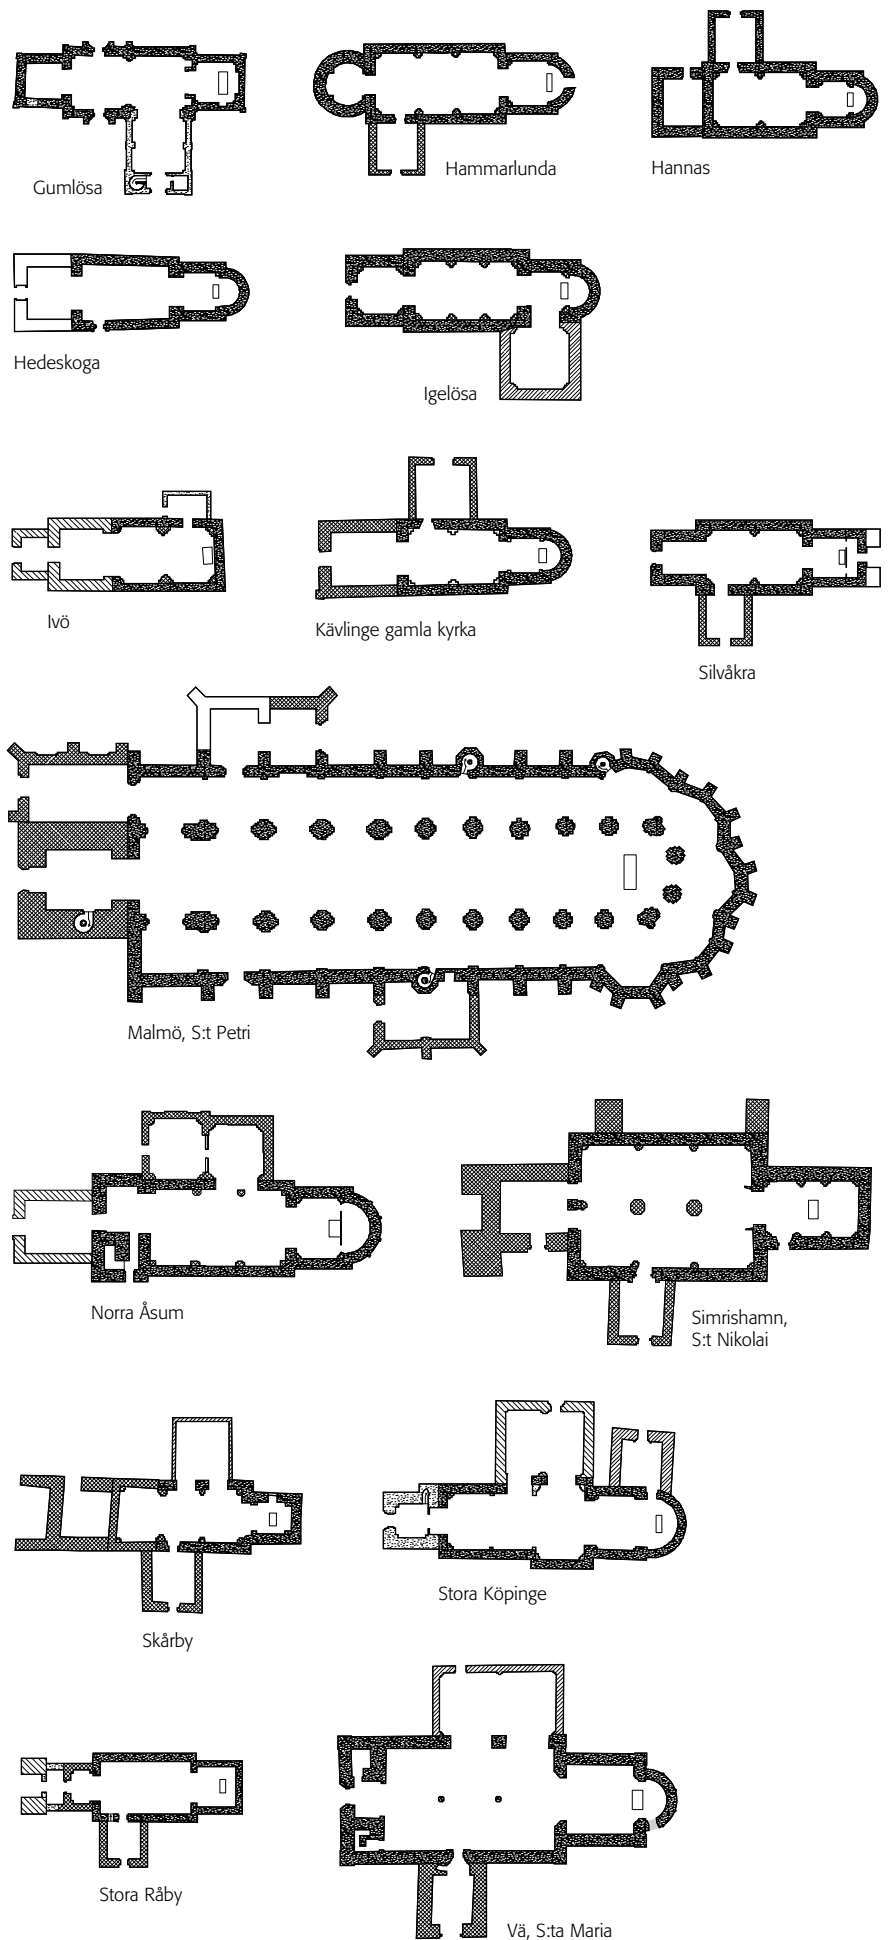 Gumlösa
Hammarlunda
Hannas
Hedeskoga
Igelösa
Ivö
Kävlinge gamla kyrka
Silvåkra
Malmö, S:t Petri
Norra Åsum
Simrishamn,
S:t Nikolai
Skårby
Stora Köpinge
Stora Råby
Vä, S:ta Maria